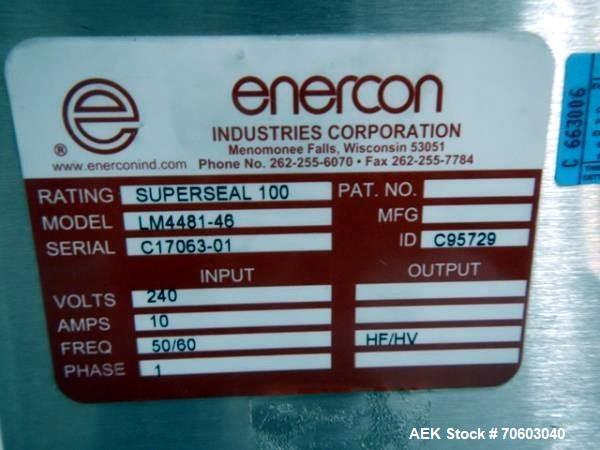 enercon
INDUSTRIES CORPORATION
Menomonee Falls, Wisconsin 53051
® www.enerconind.com Phone No. 262-255-6070 • Fax 262-255-7784
RATING SUPERSEAL 100 PAT. NO.
MODEL LM4481-46 MFG
SERIAL C17063-01 ID C95729
INPUT OUTPUT
VOLTS 240
AMPS 10
FREQ 50/60 HF/HV
PHASE 1
C 663006
AEK Stock # 70603040